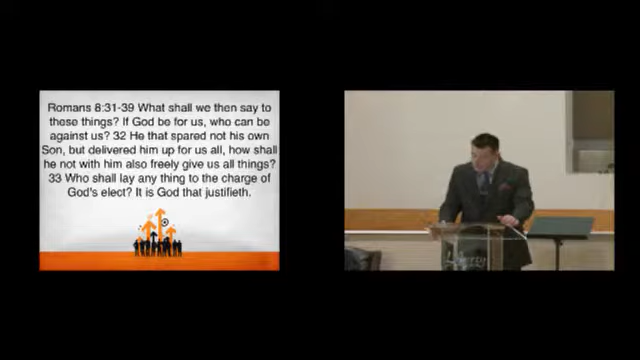 Romans 8:31-39 What shall we then say to
these things? If God be for us, who can be
against us? 32 He that spared not his own
Son, but delivered him up for us all, how shall
he not with him also freely give us all things?
33 Who shall lay any thing to the charge of
God's elect? It is God that justifieth.
Liberty